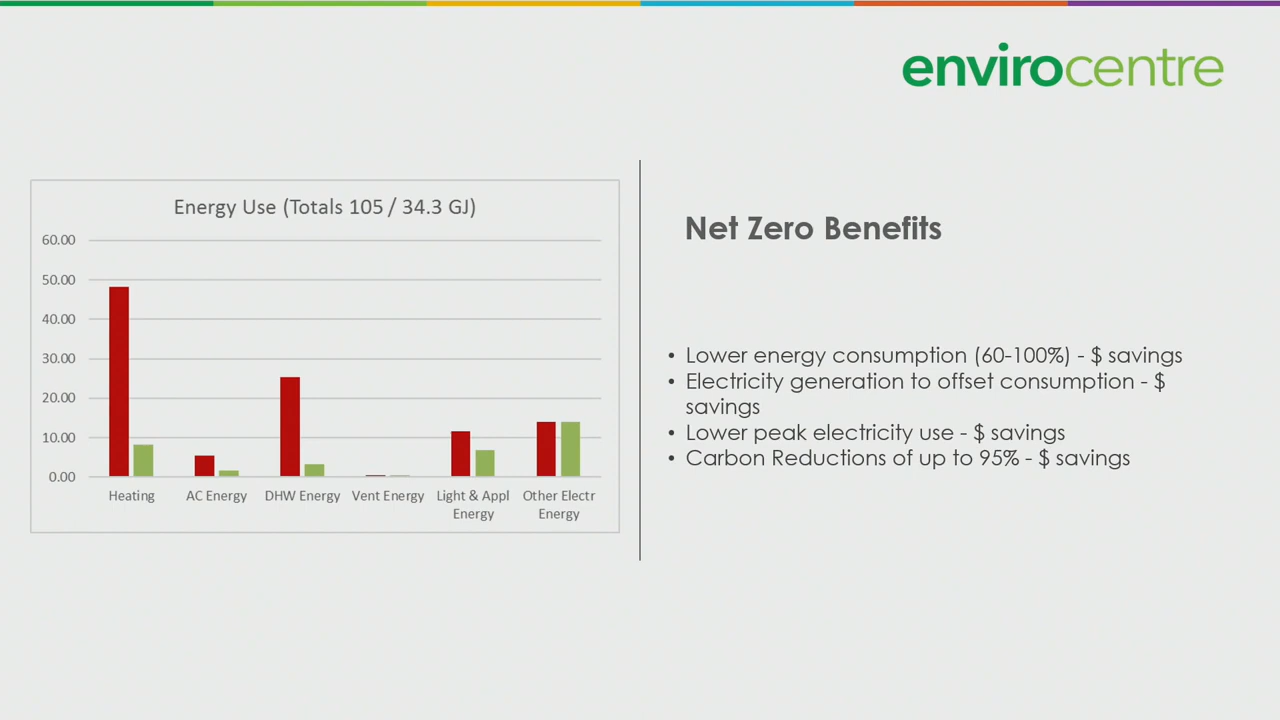 envirocentre
Energy Use (Totals 105 / 34.3 GJ)
60.00
50.00
40.00
30.00
20.00
10.00
0.00
Heating
AC Energy
DHW Energy
Vent Energy
Light & Appl
Energy
Other Electr
Energy
Net Zero Benefits
• Lower energy consumption (60-100%) - $ savings
• Electricity generation to offset consumption - $
savings
• Lower peak electricity use - $ savings
• Carbon Reductions of up to 95% - $ savings